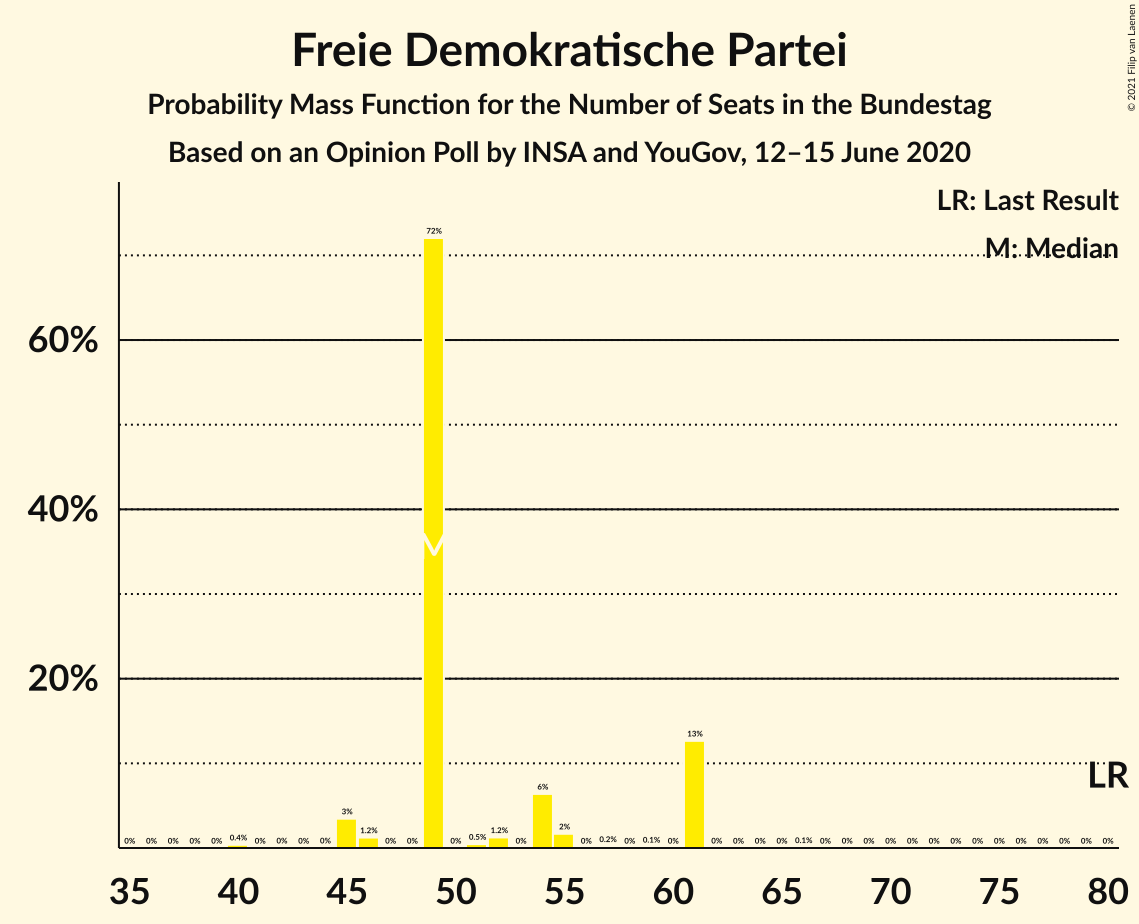 Freie Demokratische Partei
Probability Mass Function for the Number of Seats in the Bundestag
Based on an Opinion Poll by INSA and YouGov, 12–15 June 2020
© 2021 Filip van Laenen
LR: Last Result
M: Median
60%
40%
20%
0% 0% 0% 0% 0% 0.4% 0% 0% 0% 0% 3% 1.2% 0% 0% 72% 0% 0.5% 1.2% 0% 6% 2% 0% 0.2% 0% 0.1% 0% 13% 0% 0% 0% 0% 0.1% 0% 0% 0% 0% 0% 0% 0% 0% 0% 0% 0% 0% 0% 0%
LR
35 40 45 50 55 60 65 70 75 80